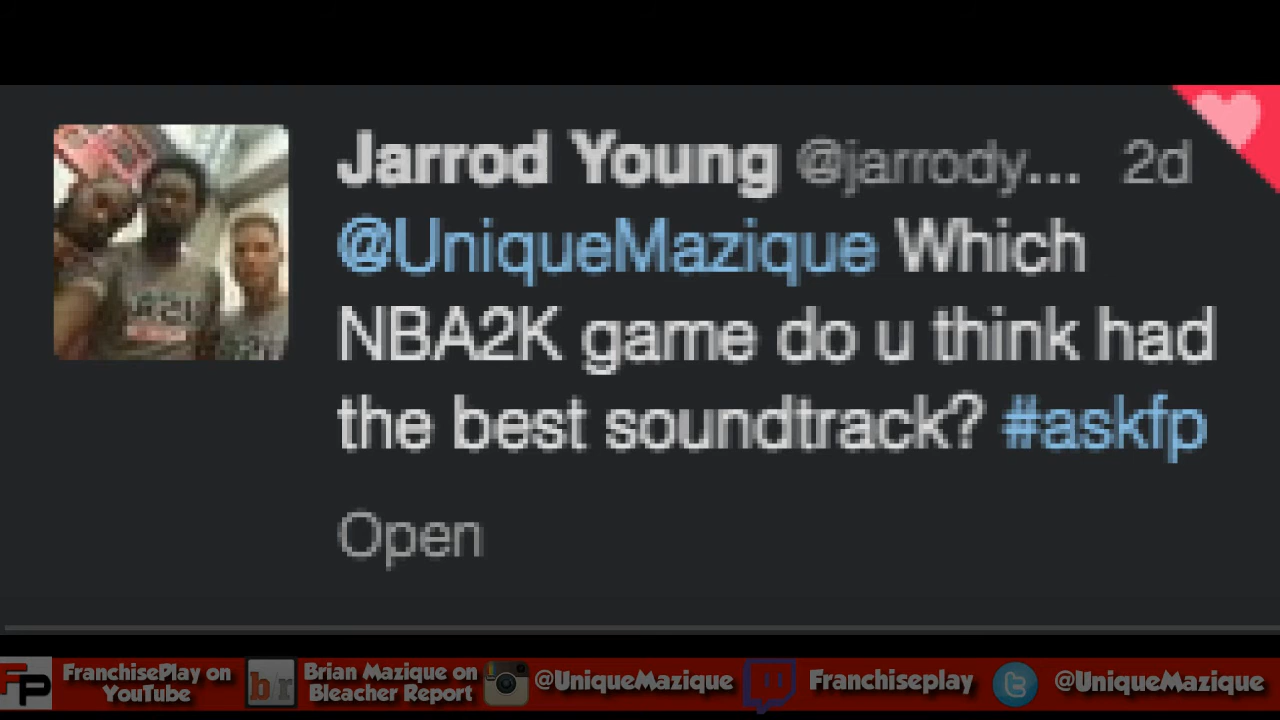 Jarrod Young @jarrody... 2d
@UniqueMazique Which
NBA2K game do u think had
the best soundtrack? #askfp
Open
FP
FranchisePlay on
YouTube
b/r
Brian Mazique on
Bleacher Report
@UniqueMazique
Franchiseplay
@UniqueMazique